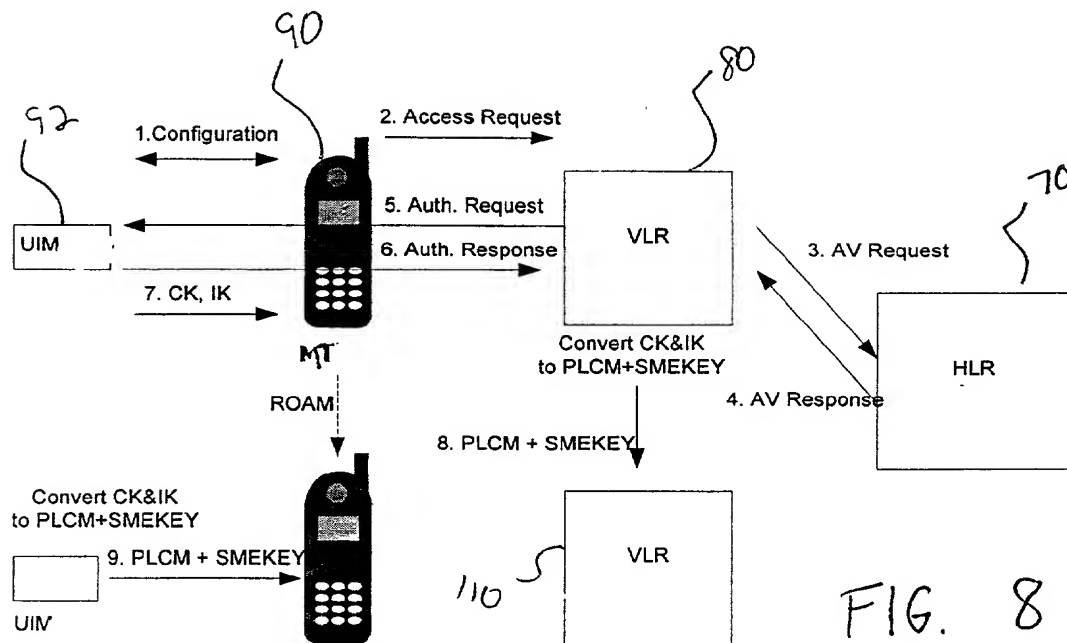 90
80
92
1.Configuration
2. Access Request
70
UIM
5. Auth. Request
VLR
6. Auth. Response
3. AV Request
7. CK, IK
MT
Convert CK&IK
to PLCM+SMEKEY
HLR
4. AV Response
ROAM
8. PLCM + SMEKEY
Convert CK&IK
to PLCM+SMEKEY
9. PLCM + SMEKEY
VLR
110
UIM
FIG. 8